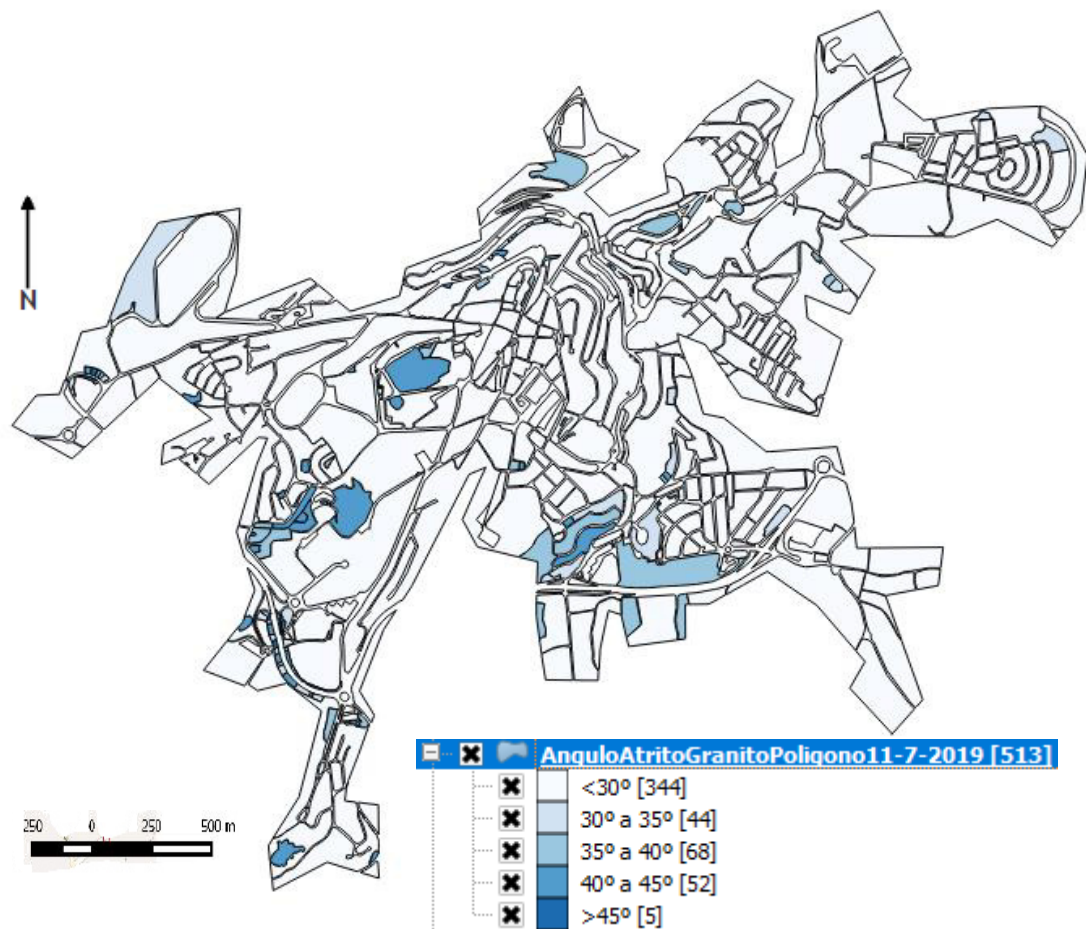 N
250 0 250 500 m
AnguloAtritoGranitoPoligono11-7-2019 [513]
<30º [344]
30º a 35º [44]
35º a 40º [68]
40º a 45º [52]
>45º [5]